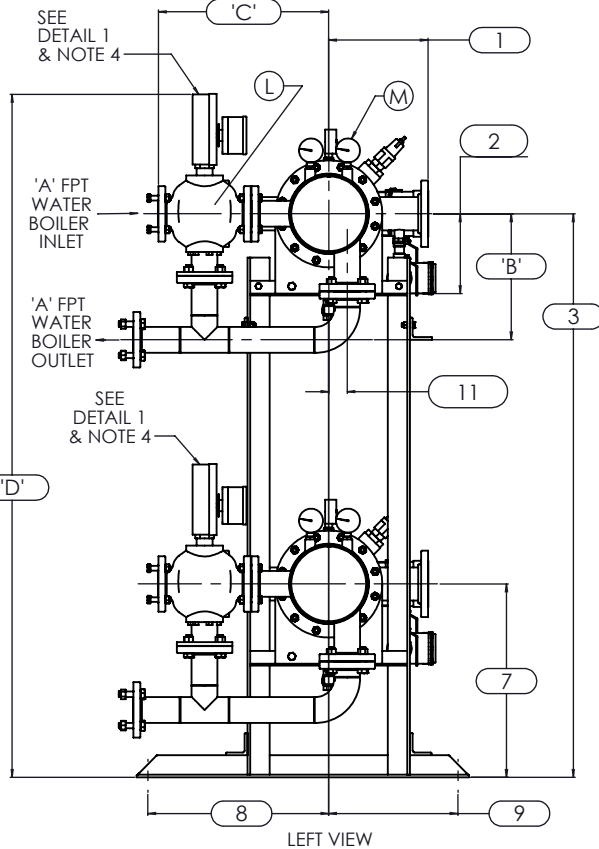 SEE
DETAIL 1
& NOTE 4
'C'
1
L
M
2
'A' FPT
WATER
BOILER
INLET
'B'
3
'A' FPT
WATER
BOILER
OUTLET
11
SEE
DETAIL 1
& NOTE 4
'D'
7
8
9
LEFT VIEW